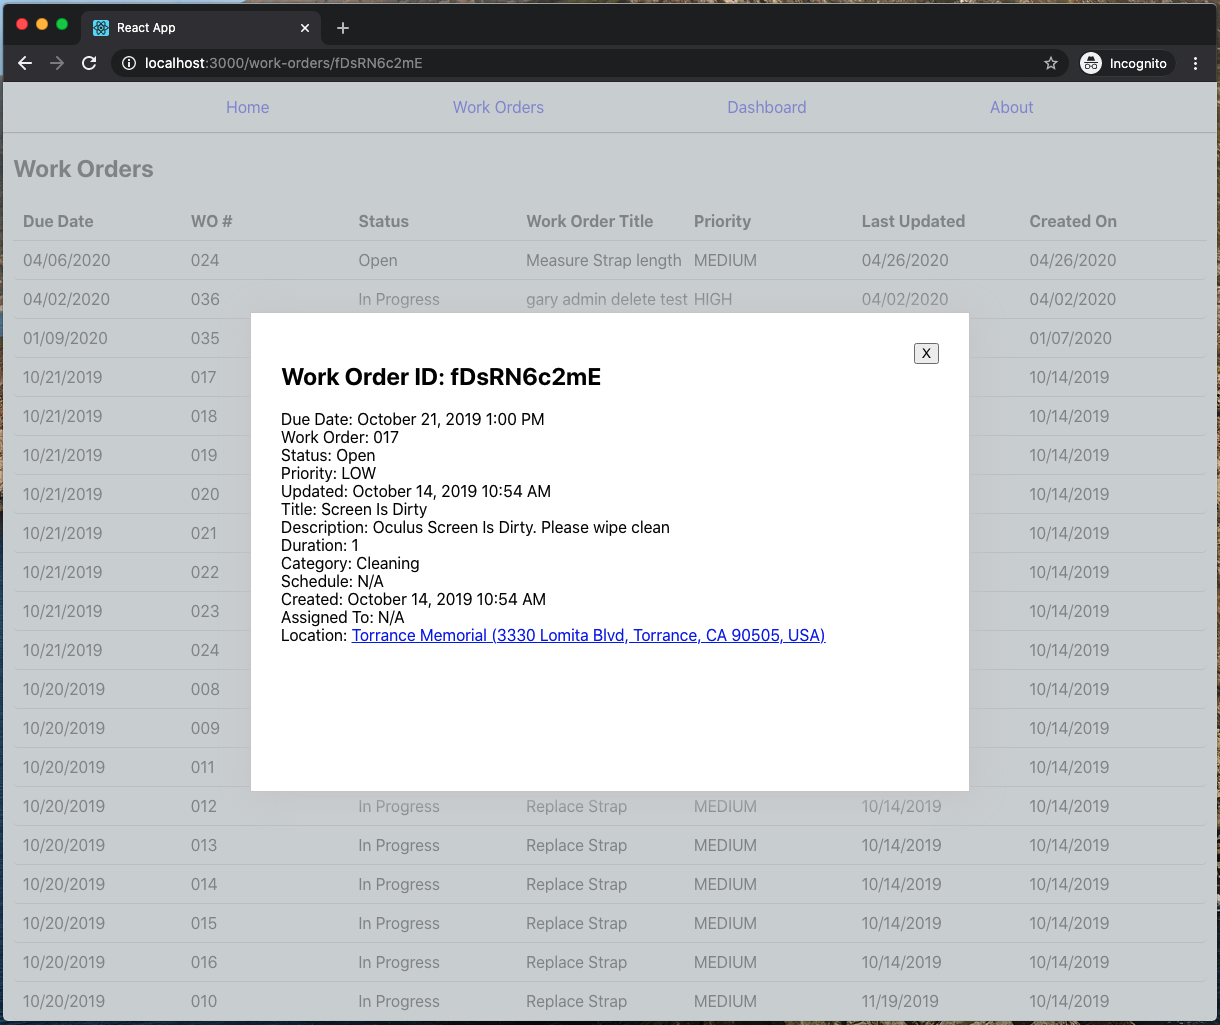 React App
localhost:3000/work-orders/fDsRN6c2mE
Incognito
Home Work Orders Dashboard About
Work Orders
Due Date WO # Status Work Order Title Priority Last Updated Created On
04/06/2020 024 Open Measure Strap length MEDIUM 04/26/2020 04/26/2020
04/02/2020 036 In Progress gary admin delete test HIGH 04/02/2020 04/02/2020
01/09/2020 035 01/07/2020
10/21/2019 017 10/14/2019
10/21/2019 018 10/14/2019
10/21/2019 019 10/14/2019
10/21/2019 020 10/14/2019
10/21/2019 021 10/14/2019
10/21/2019 022 10/14/2019
10/21/2019 023 10/14/2019
10/21/2019 024 10/14/2019
10/20/2019 008 10/14/2019
10/20/2019 009 10/14/2019
10/20/2019 011 10/14/2019
X
Work Order ID: fDsRN6c2mE
Due Date: October 21, 2019 1:00 PM
Work Order: 017
Status: Open
Priority: LOW
Updated: October 14, 2019 10:54 AM
Title: Screen Is Dirty
Description: Oculus Screen Is Dirty. Please wipe clean
Duration: 1
Category: Cleaning
Schedule: N/A
Created: October 14, 2019 10:54 AM
Assigned To: N/A
Location: Torrance Memorial (3330 Lomita Blvd, Torrance, CA 90505, USA)
10/20/2019 012 In Progress Replace Strap MEDIUM 10/14/2019 10/14/2019
10/20/2019 013 In Progress Replace Strap MEDIUM 10/14/2019 10/14/2019
10/20/2019 014 In Progress Replace Strap MEDIUM 10/14/2019 10/14/2019
10/20/2019 015 In Progress Replace Strap MEDIUM 10/14/2019 10/14/2019
10/20/2019 016 In Progress Replace Strap MEDIUM 10/14/2019 10/14/2019
10/20/2019 010 In Progress Replace Strap MEDIUM 11/19/2019 10/14/2019